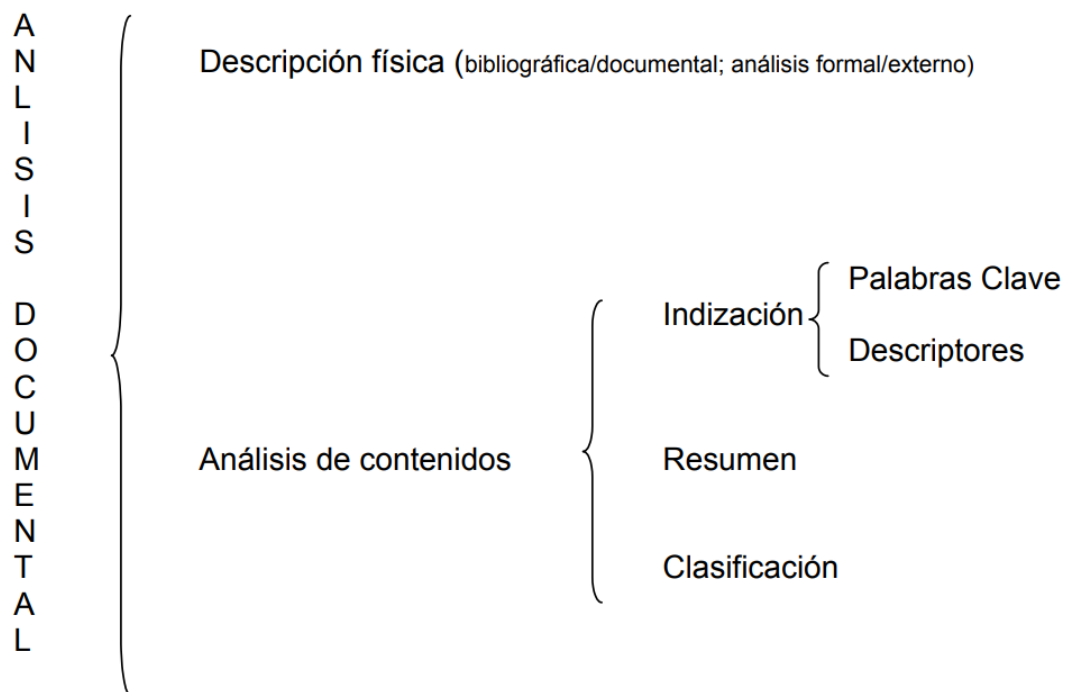 ANLISIS DOCUMENTAL
Descripción física (bibliográfica/documental; análisis formal/externo)
Análisis de contenidos
Indización
Palabras Clave
Descriptores
Resumen
Clasificación